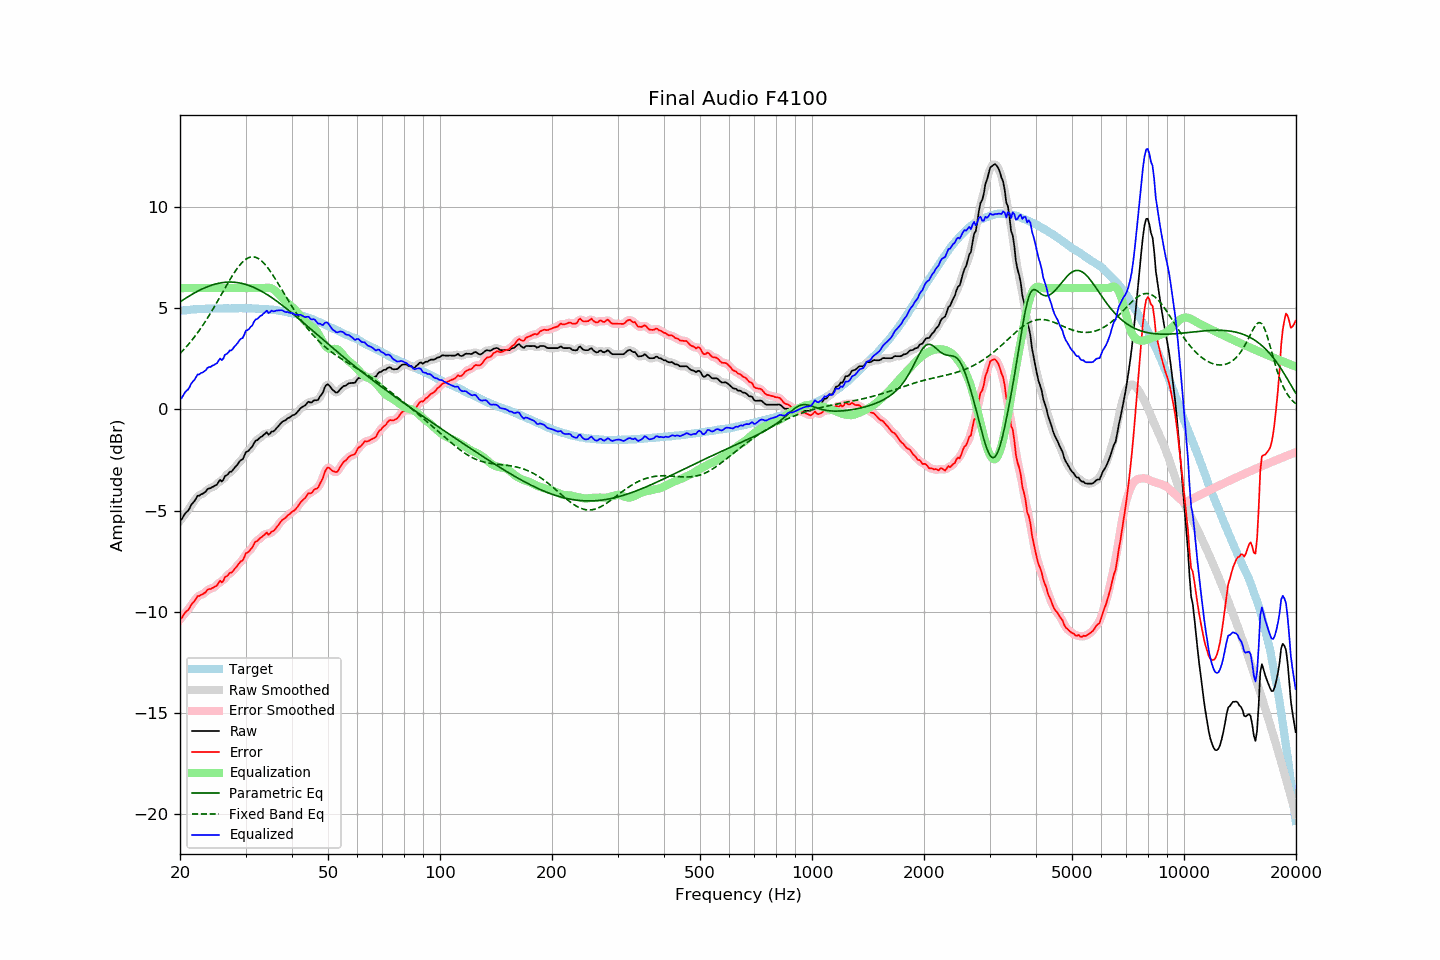 Final Audio F4100
Amplitude (dBr)
10
5
0
−5
−10
−15
−20
Target
Raw Smoothed
Error Smoothed
Raw
Error
Equalization
Parametric Eq
Fixed Band Eq
Equalized
20 50 100 200 500 1000 2000 5000 10000 20000
Frequency (Hz)